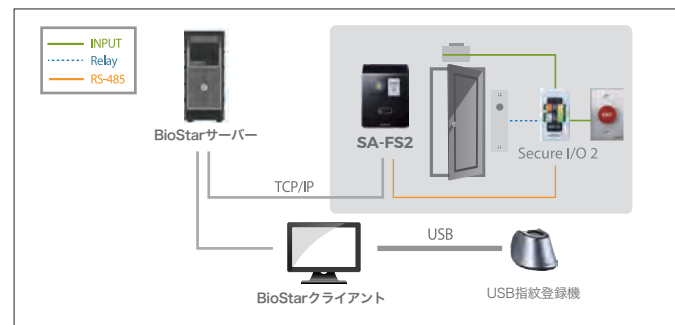 INPUT
Relay
RS-485
BioStarサーバー
SA-FS2
Secure I/O 2
EXIT
TCP/IP
USB
BioStarクライアント
USB指紋登録機